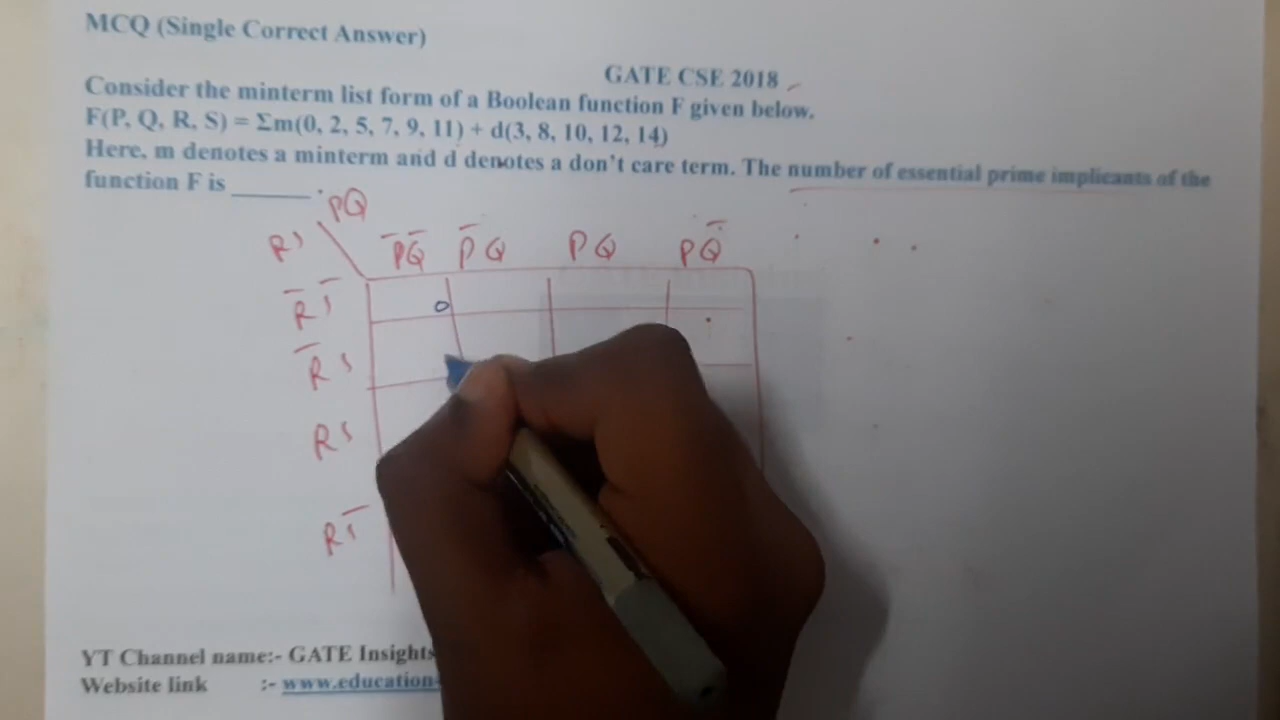 MCQ (Single Correct Answer)
GATE CSE 2018
Consider the minterm list form of a Boolean function F given below.
F(P, Q, R, S) = Σm(0, 2, 5, 7, 9, 11) + d(3, 8, 10, 12, 14)
Here, m denotes a minterm and d denotes a don't care term. The number of essential prime implicants of the
function F is ______.
PQ
RS
P̅Q̅ P̅Q PQ PQ̅
R̅S̅ 0
R̅S
RS
RS̅
YT Channel name:- GATE Insights
Website link :- www.education